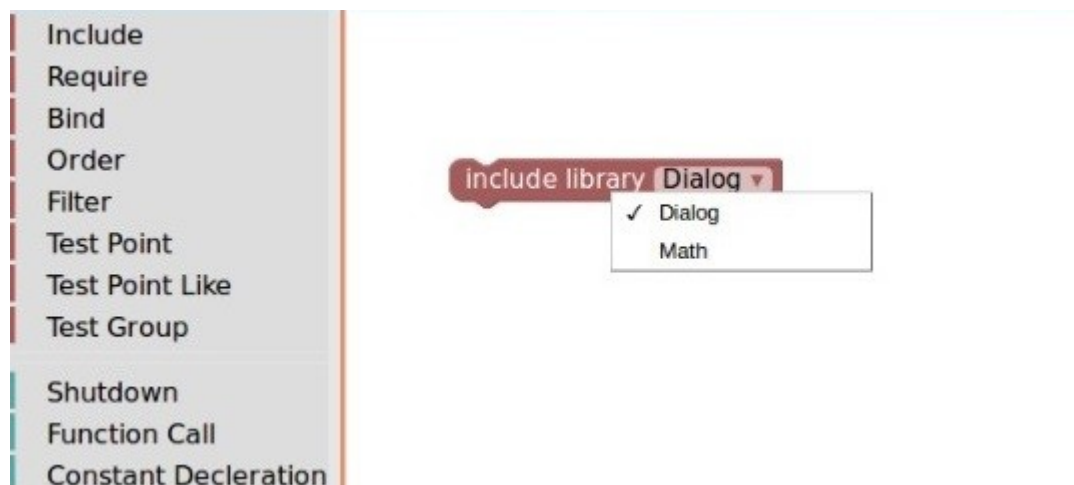 Include
Require
Bind
Order
Filter
Test Point
Test Point Like
Test Group
Shutdown
Function Call
Constant Decleration
include library Dialog
✓ Dialog
Math